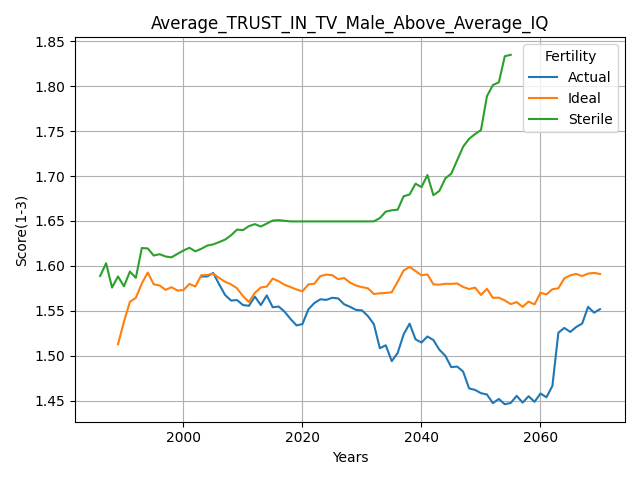 Average_TRUST_IN_TV_Male_Above_Average_IQ
Score(1-3)
1.85
1.80
1.75
1.70
1.65
1.60
1.55
1.50
1.45
Fertility
Actual
Ideal
Sterile
2000
2020
2040
2060
Years